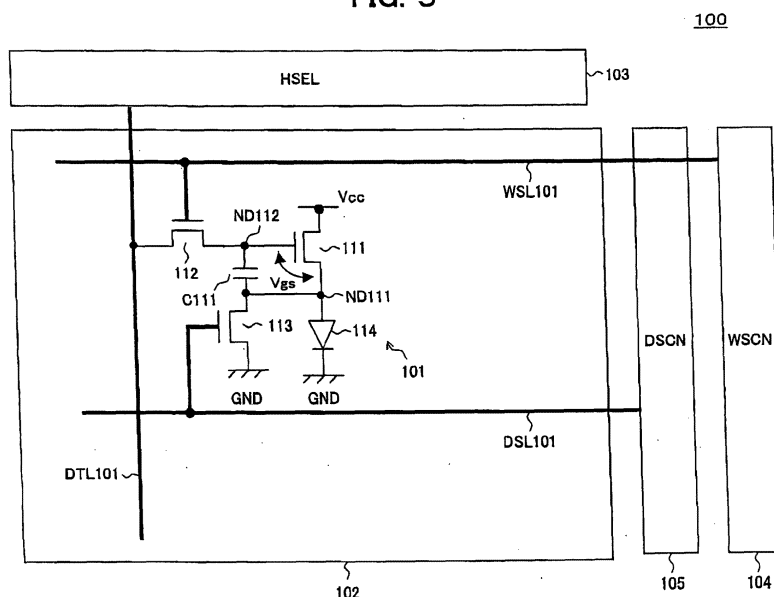 100
HSEL
103
WSL101
Vcc
ND112
111
112
Vgs
C111
ND111
113
114
101
DSCN
WSCN
GND
GND
DSL101
DTL101
102
105
104